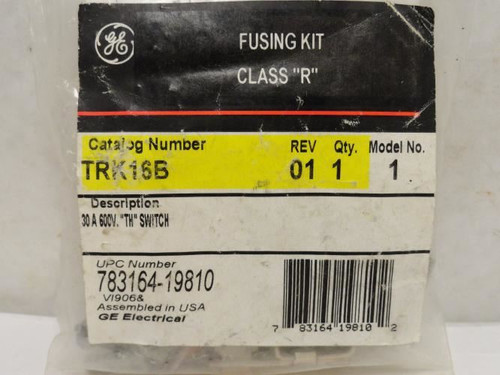 GE
FUSING KIT
CLASS "R"
Catalog Number REV Qty. Model No.
TRK16B 01 1 1
Description
30 A 600V. "TH" SWITCH
UPC Number
783164-19810
VI906&
Assembled in USA
GE Electrical
7 83164 19810 2